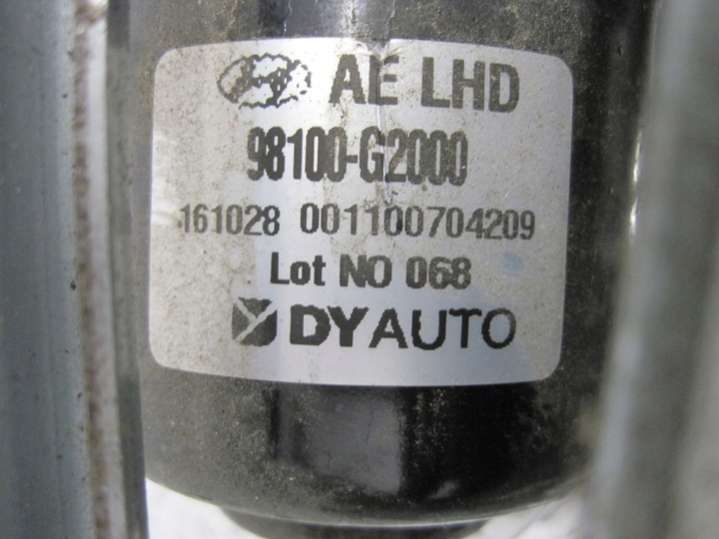 AE LHD
98100-G2000
161028 001100704209
Lot NO 068
DYAUTO